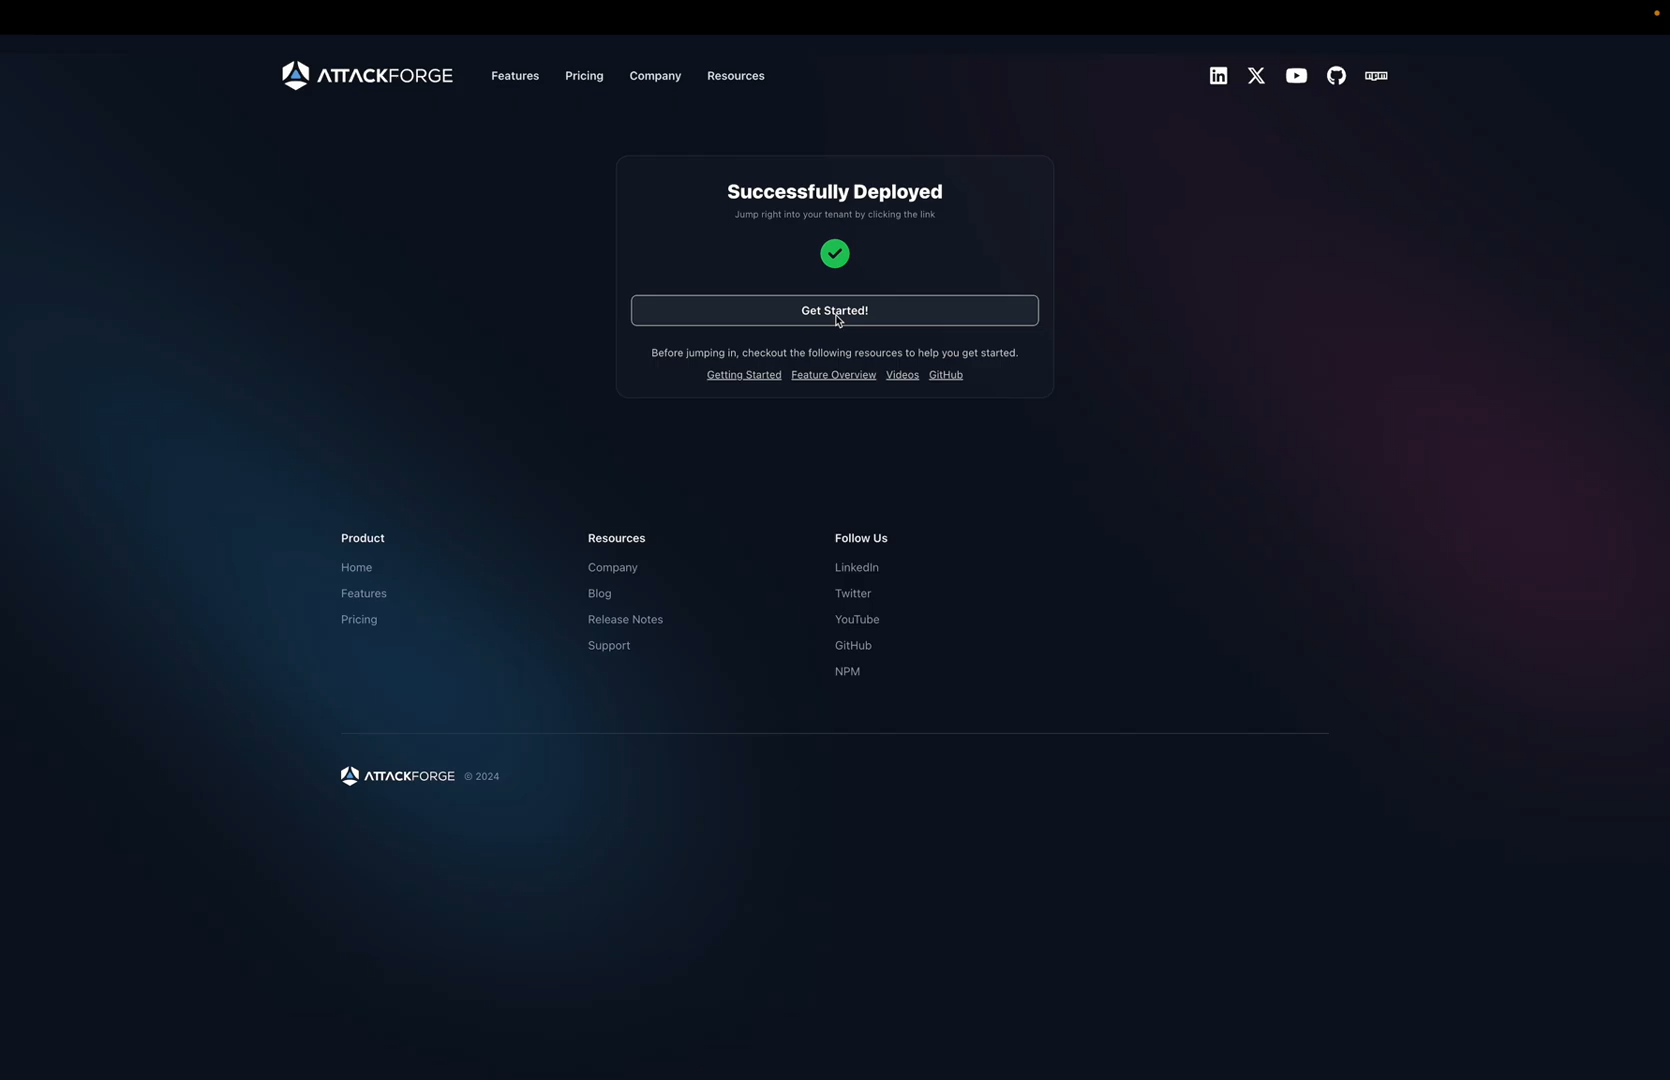 ATTACKFORGE
Features
Pricing
Company
Resources
npm
Successfully Deployed
Jump right into your tenant by clicking the link
Get Started!
Before jumping in, checkout the following resources to help you get started.
Getting Started Feature Overview Videos GitHub
Product
Home
Features
Pricing
Resources
Company
Blog
Release Notes
Support
Follow Us
LinkedIn
Twitter
YouTube
GitHub
NPM
ATTACKFORGE © 2024